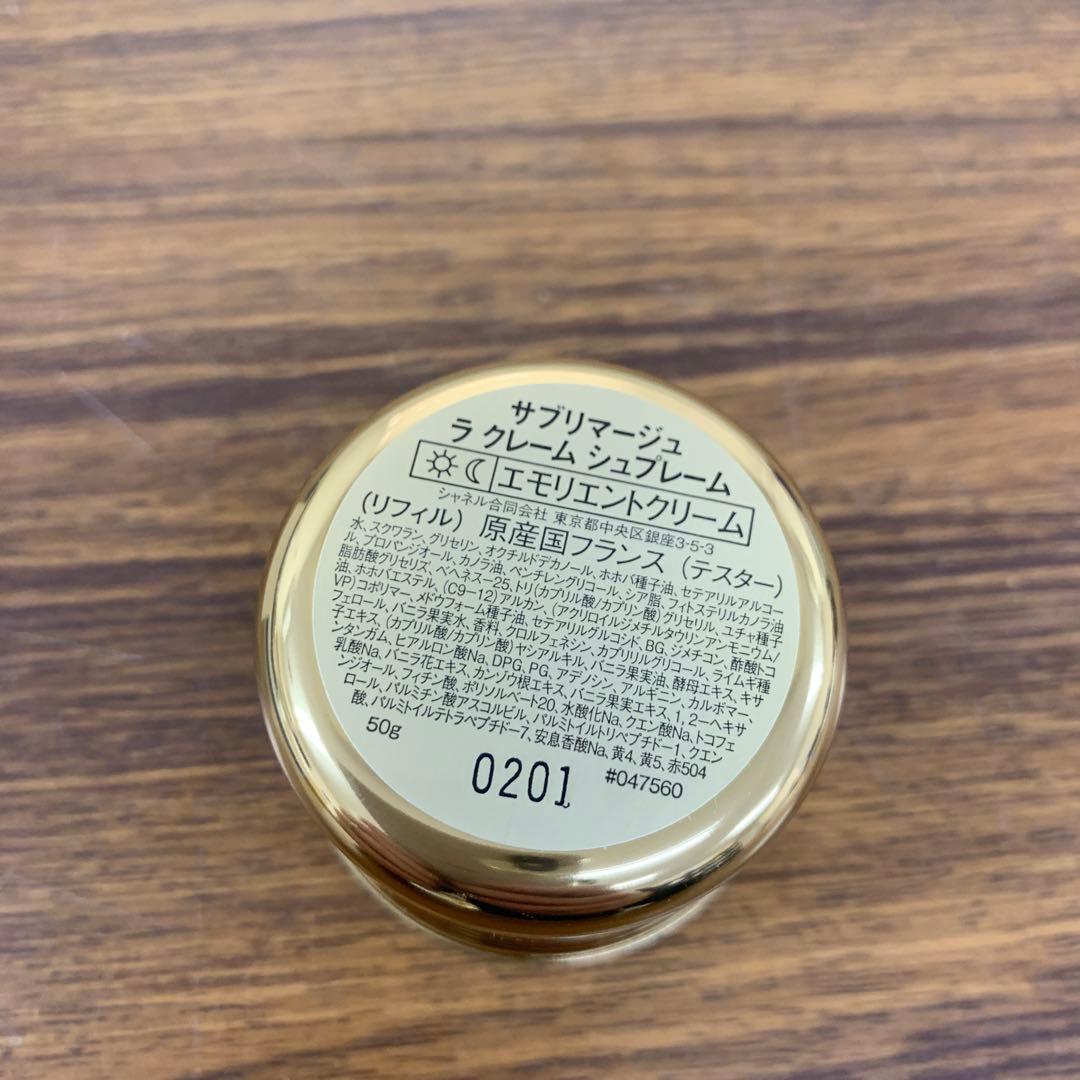 サブリマージュ
ラ クレーム シュプレーム
エモリエントクリーム
シャネル合同会社 東京都中央区銀座3-5-3
(リフィル) 原産国フランス (テスター)
水、スクワラン、グリセリン、オクチルドデカノール、ホホバ種子油、セテアリルアルコー
ル、プロパンジオール、カノラ油、ペンチレングリコール、シア脂、フィトステリルカノラ油
脂肪酸グリセリズ、ベヘネス－25、トリ(カプリル酸/カプリン酸)グリセリル、ユチャ種子
油、ホホバエステル、(C9－12)アルカン、(アクリロイルジメチルタウリンアンモニウム/
VP)コポリマー、メドウフォーム種子油、セテアリルグルコシド、BG、ジメチコン、酢酸トコ
フェロール、バニラ果実水、香料、クロルフェネシン、カプリリルグリコール、ライムギ種
子エキス、(カプリル酸/カプリン酸)ヤシアルキル、バニラ果実油、酵母エキス、キサ
ンタンガム、ヒアルロン酸Na、DPG、PG、アデノシン、アルギニン、カルボマー、
乳酸Na、バニラ花エキス、カンゾウ根エキス、バニラ果実エキス、1,2－ヘキサ
ンジオール、フィチン酸、ポリソルベート20、水酸化Na、クエン酸Na、トコフェ
ロール、パルミチン酸アスコルビル、パルミトイルトリペプチド－1、クエン
酸、パルミトイルテトラペプチド－7、安息香酸Na、黄4、黄5、赤504
50g
#047560
0201